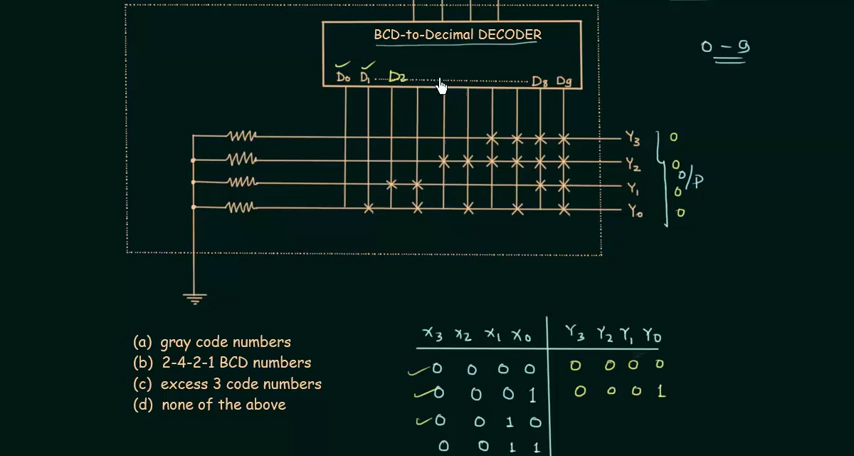 BCD-to-Decimal DECODER
0 - 9
D0 D1 D2 D8 D9
Y3 0
Y2 0
O/P
Y1 0
Y0 0
(a) gray code numbers
(b) 2-4-2-1 BCD numbers
(c) excess 3 code numbers
(d) none of the above
X3 X2 X1 X0 Y3 Y2 Y1 Y0
0 0 0 0 0 0 0 0
0 0 0 1 0 0 0 1
0 0 1 0
0 0 1 1